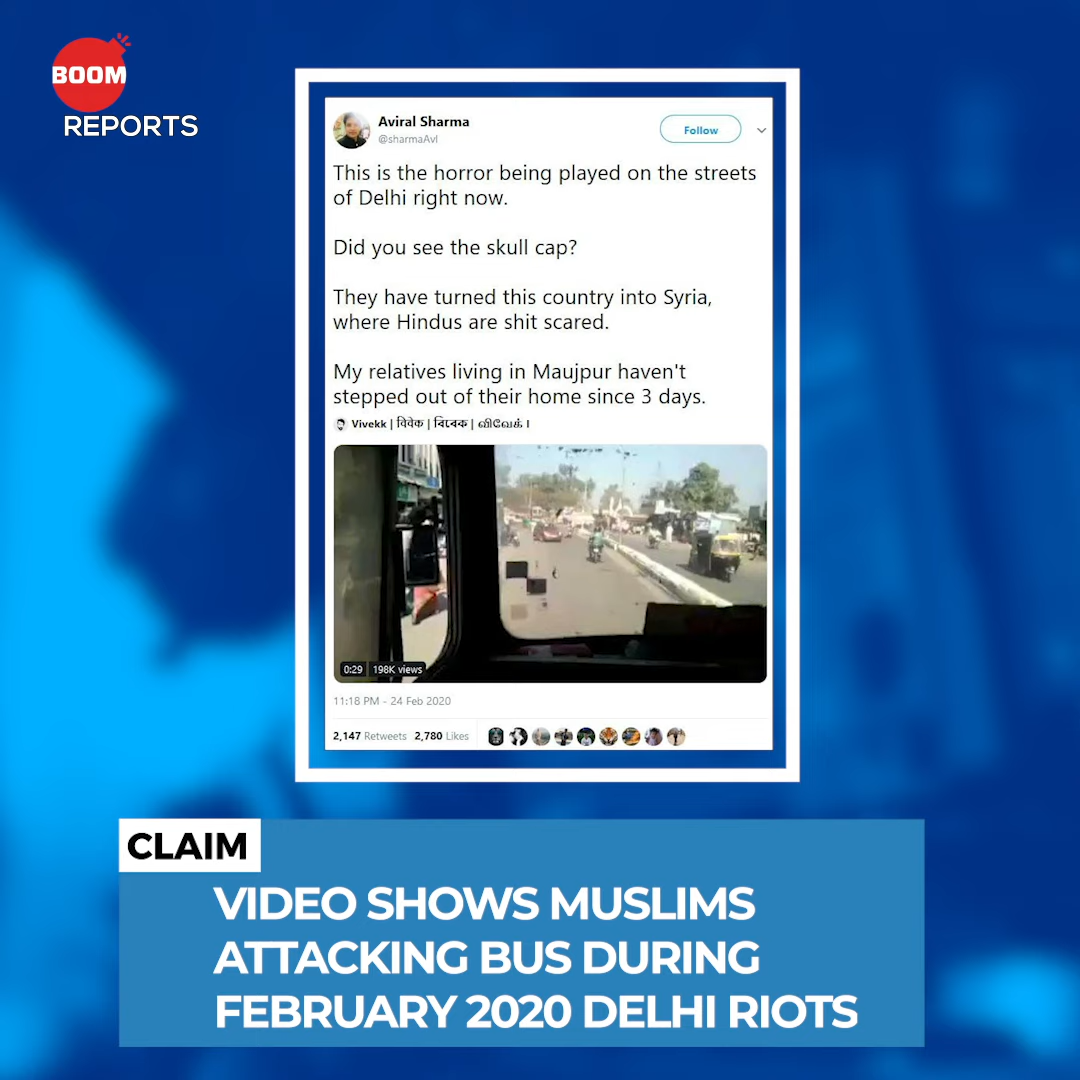 BOOM
REPORTS
Aviral Sharma
@sharmaAvl
Follow
This is the horror being played on the streets
of Delhi right now.
Did you see the skull cap?
They have turned this country into Syria,
where Hindus are shit scared.
My relatives living in Maujpur haven't
stepped out of their home since 3 days.
Vivekk | विवेक | বিবেক | விவேக் |
0:29 198K views
11:18 PM - 24 Feb 2020
2,147 Retweets 2,780 Likes
CLAIM
VIDEO SHOWS MUSLIMS
ATTACKING BUS DURING
FEBRUARY 2020 DELHI RIOTS